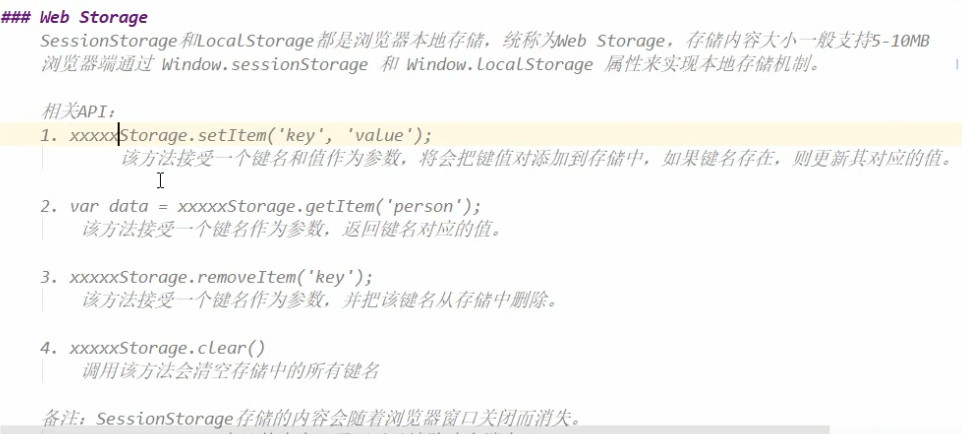 ### Web Storage
SessionStorage和LocalStorage都是浏览器本地存储，统称为Web Storage，存储内容大小一般支持5-10MB
浏览器端通过 Window.sessionStorage 和 Window.localStorage 属性来实现本地存储机制。
相关API：
1. xxxxxStorage.setItem('key', 'value');
该方法接受一个键名和值作为参数，将会把键值对添加到存储中，如果键名存在，则更新其对应的值。
2. var data = xxxxxStorage.getItem('person');
该方法接受一个键名作为参数，返回键名对应的值。
3. xxxxxStorage.removeItem('key');
该方法接受一个键名作为参数，并把该键名从存储中删除。
4. xxxxxStorage.clear()
调用该方法会清空存储中的所有键名
备注：SessionStorage存储的内容会随着浏览器窗口关闭而消失。